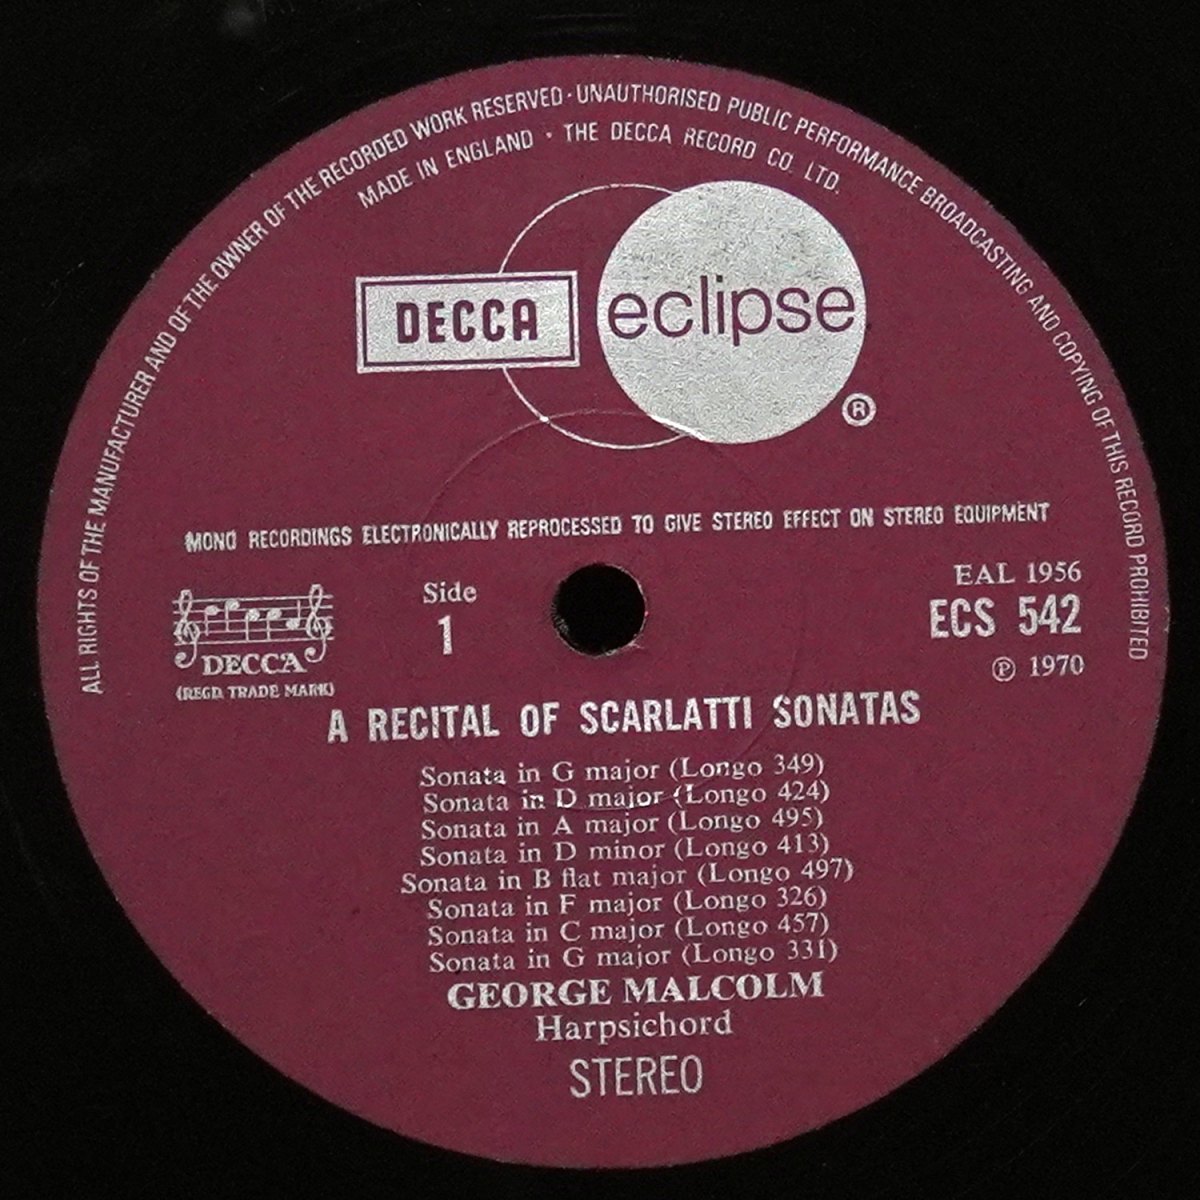 ALL RIGHTS OF THE MANUFACTURER AND OF THE OWNER OF THE RECORDED WORK RESERVED · UNAUTHORISED PUBLIC PERFORMANCE BROADCASTING AND COPYING OF THIS RECORD PROHIBITED
MADE IN ENGLAND · THE DECCA RECORD CO. LTD.
DECCA eclipse
®
MONO RECORDINGS ELECTRONICALLY REPROCESSED TO GIVE STEREO EFFECT ON STEREO EQUIPMENT
DECCA
(REGD. TRADE MARK)
Side
1
EAL 1956
ECS 542
℗ 1970
A RECITAL OF SCARLATTI SONATAS
Sonata in G major (Longo 349)
Sonata in D major (Longo 424)
Sonata in A major (Longo 495)
Sonata in D minor (Longo 413)
Sonata in B flat major (Longo 497)
Sonata in F major (Longo 326)
Sonata in C major (Longo 457)
Sonata in G major (Longo 331)
GEORGE MALCOLM
Harpsichord
STEREO